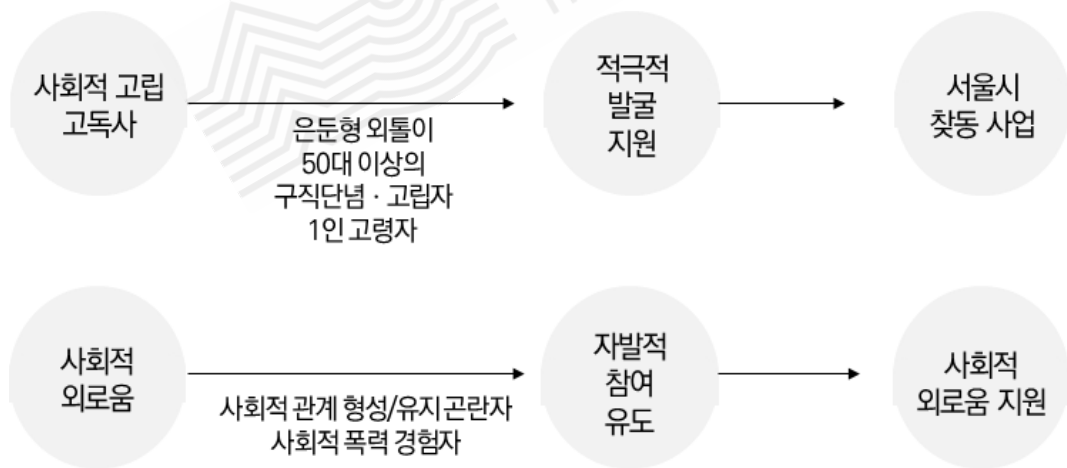 사회적 고립
고독사
은둔형 외톨이
50대 이상의
구직단념 · 고립자
1인 고령자
적극적
발굴
지원
서울시
찾동 사업
사회적
외로움
사회적 관계 형성/유지곤란자
사회적 폭력 경험자
자발적
참여
유도
사회적
외로움 지원